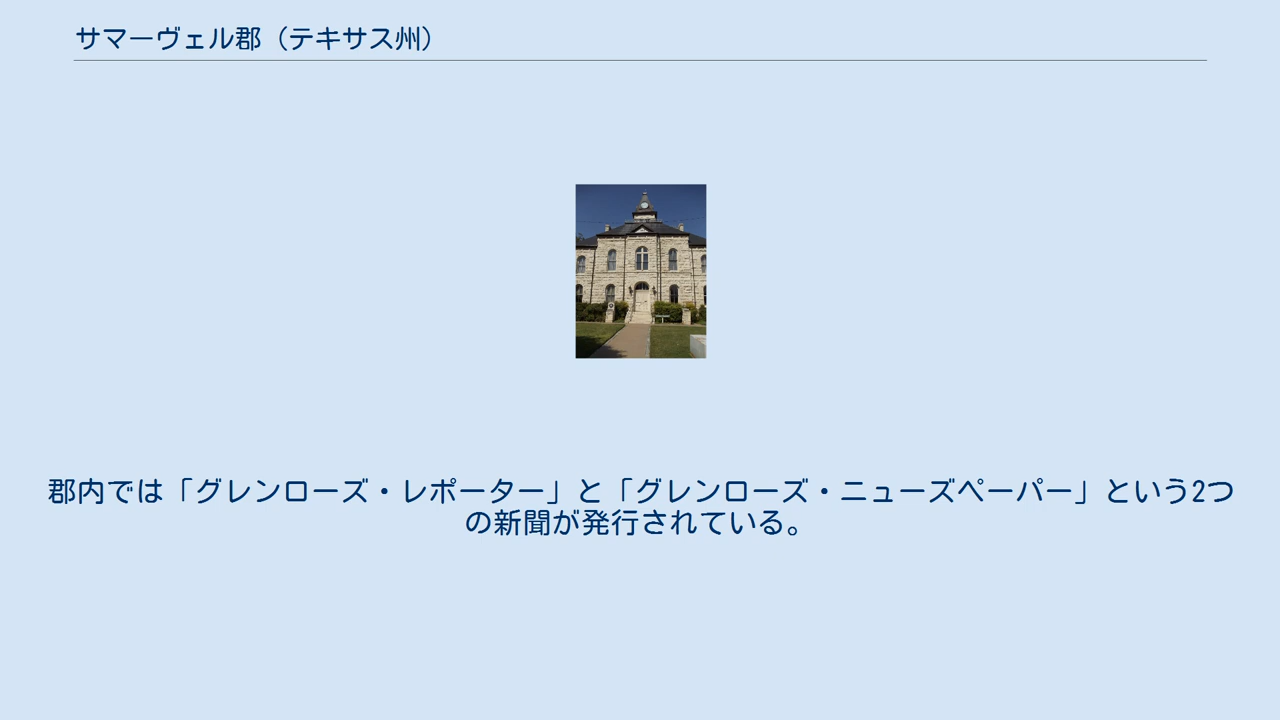 サマーヴェル郡（テキサス州）
郡内では「グレンローズ・レポーター」と「グレンローズ・ニューズペーパー」という2つ
の新聞が発行されている。